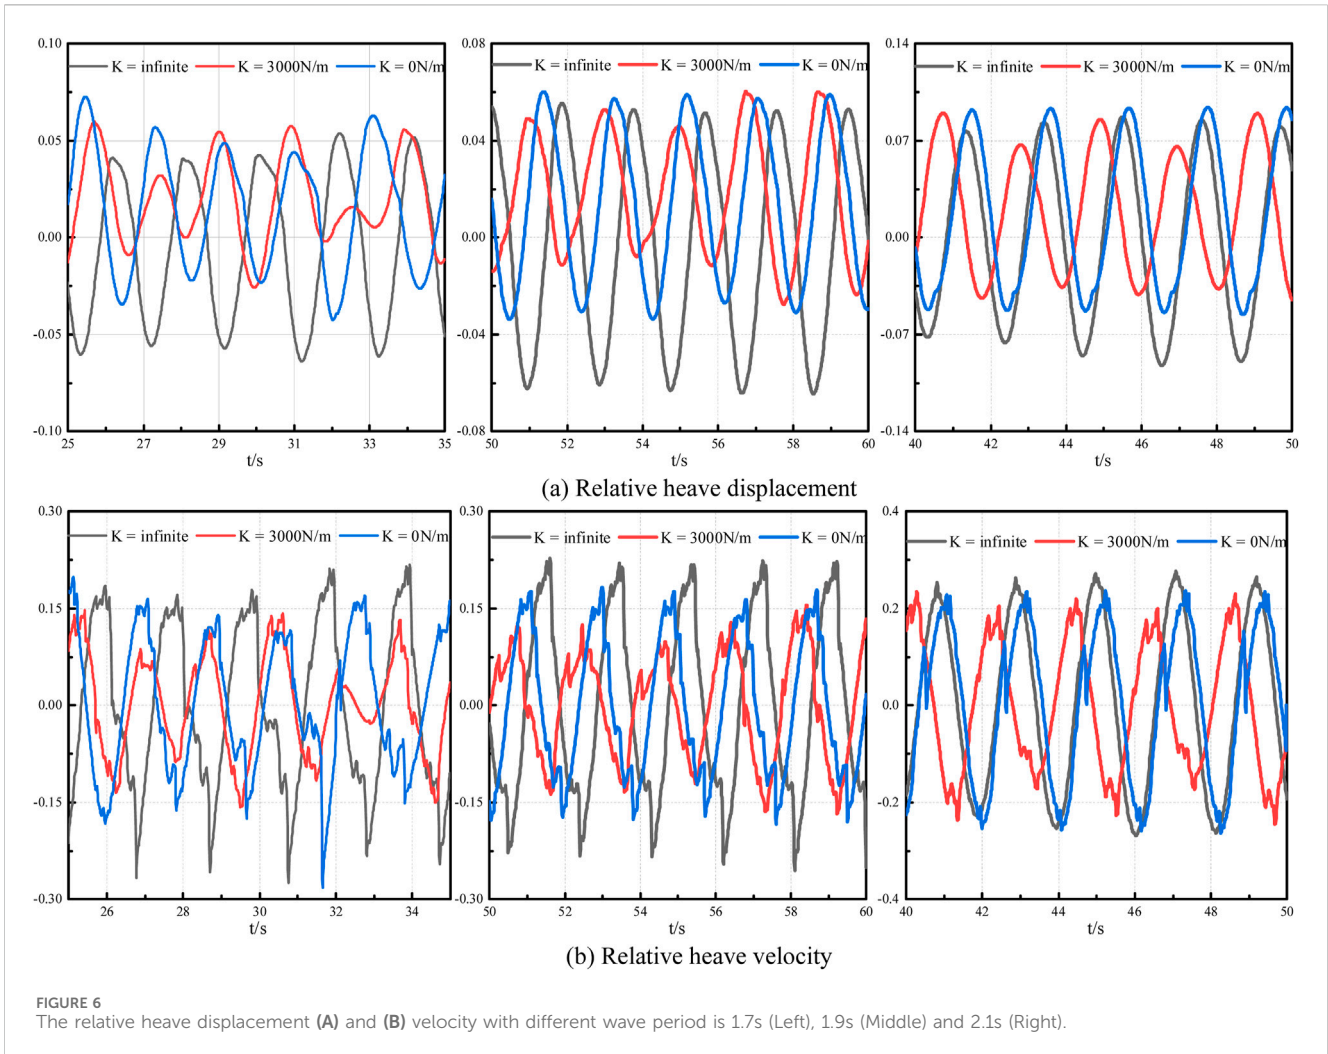 K = infinite K = 3000N/m K = 0N/m
0.10
0.05
0.00
-0.05
-0.10
25 27 29 31 33 35
t/s
K = infinite K = 3000N/m K = 0N/m
0.08
0.04
0.00
-0.04
-0.08
50 52 54 56 58 60
t/s
K = infinite K = 3000N/m K = 0N/m
0.14
0.07
0.00
-0.07
-0.14
40 42 44 46 48 50
t/s
(a) Relative heave displacement
K = infinite K = 3000N/m K = 0N/m
0.30
0.15
0.00
-0.15
-0.30
26 28 30 32 34
t/s
K = infinite K = 3000N/m K = 0N/m
0.30
0.15
0.00
-0.15
-0.30
50 52 54 56 58 60
t/s
K = infinite K = 3000N/m K = 0N/m
0.4
0.2
0.0
-0.2
-0.4
40 42 44 46 48 50
t/s
(b) Relative heave velocity
FIGURE 6
The relative heave displacement (A) and (B) velocity with different wave period is 1.7s (Left), 1.9s (Middle) and 2.1s (Right).